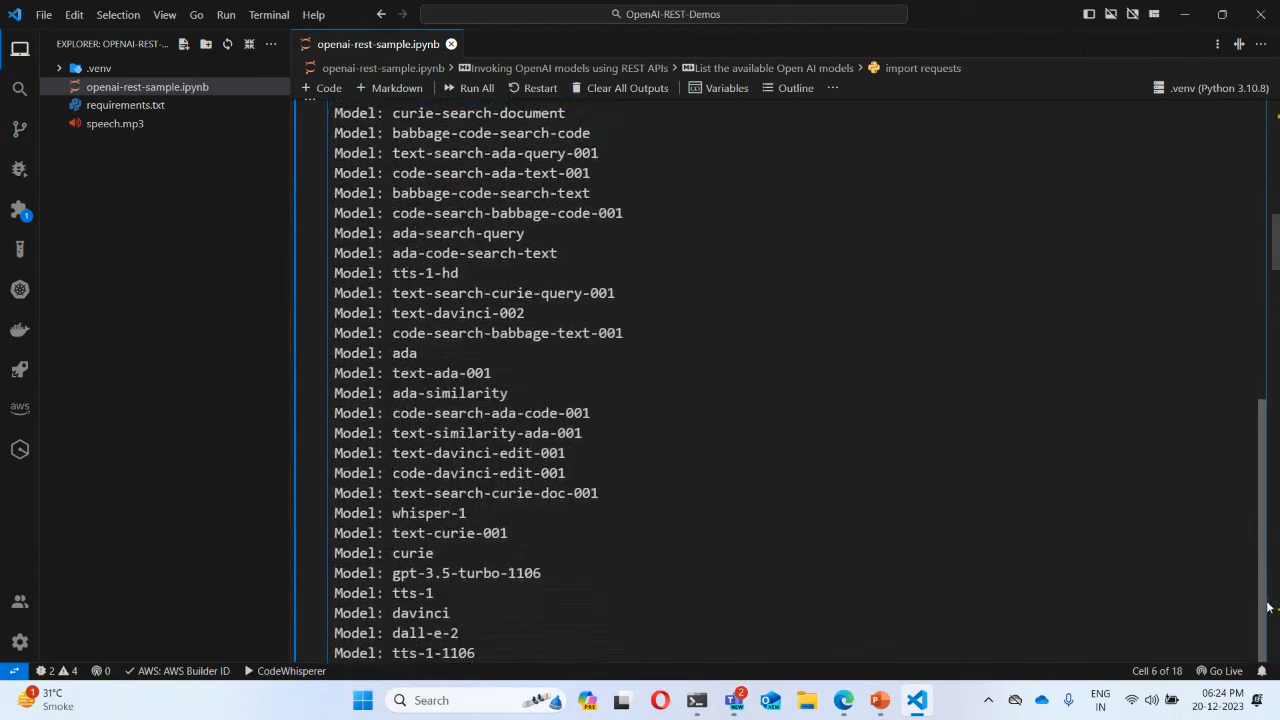 File Edit Selection View Go Run Terminal Help
OpenAI-REST-Demos
EXPLORER: OPENAI-REST-...
openai-rest-sample.ipynb
.venv
openai-rest-sample.ipynb
requirements.txt
speech.mp3
openai-rest-sample.ipynb > Invoking OpenAI models using REST APIs > List the available Open AI models > import requests
+ Code + Markdown Run All Restart Clear All Outputs Variables Outline ...
.venv (Python 3.10.8)
Model: curie-search-document
Model: babbage-code-search-code
Model: text-search-ada-query-001
Model: code-search-ada-text-001
Model: babbage-code-search-text
Model: code-search-babbage-code-001
Model: ada-search-query
Model: ada-code-search-text
Model: tts-1-hd
Model: text-search-curie-query-001
Model: text-davinci-002
Model: code-search-babbage-text-001
Model: ada
Model: text-ada-001
Model: ada-similarity
Model: code-search-ada-code-001
Model: text-similarity-ada-001
Model: text-davinci-edit-001
Model: code-davinci-edit-001
Model: text-search-curie-doc-001
Model: whisper-1
Model: text-curie-001
Model: curie
Model: gpt-3.5-turbo-1106
Model: tts-1
Model: davinci
Model: dall-e-2
Model: tts-1-1106
1
aws
2 4 0 AWS: AWS Builder ID CodeWhisperer
Cell 6 of 18 Go Live
1
31°C
Smoke
Search
PRE
2
NEW
NEW
ENG
IN
06:24 PM
20-12-2023